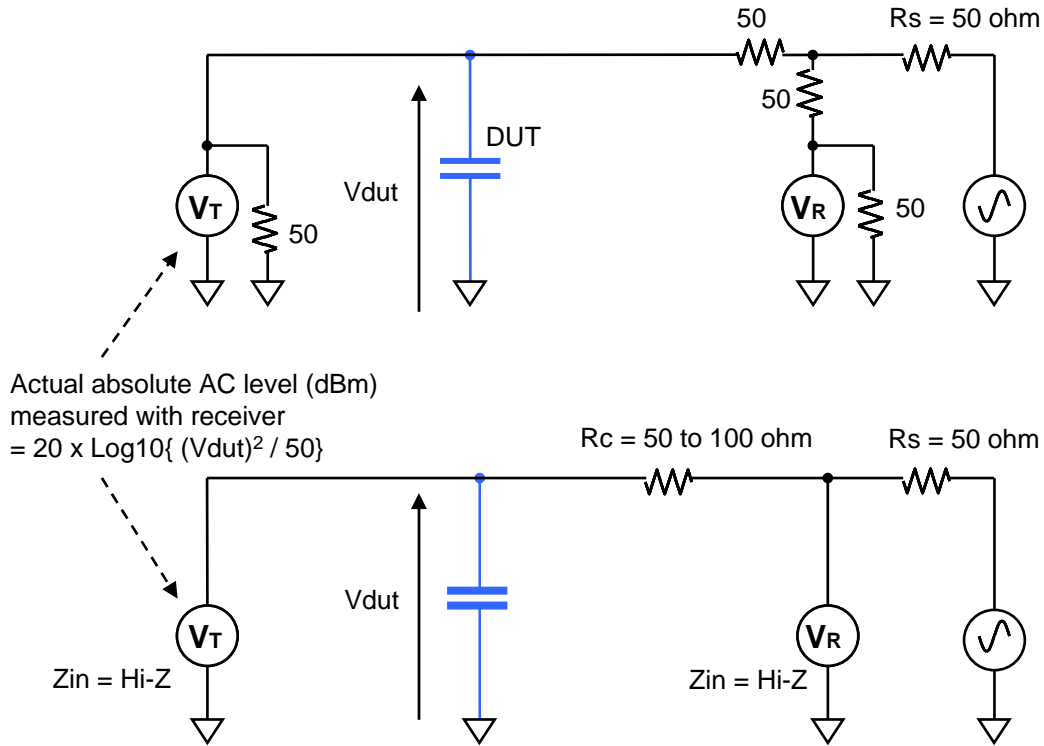 50
Rs = 50 ohm
50
DUT
Vdut
VT
50
VR
50
Actual absolute AC level (dBm)
measured with receiver
= 20 x Log10{ (Vdut)² / 50}
Rc = 50 to 100 ohm
Rs = 50 ohm
Vdut
VT
VR
Zin = Hi-Z
Zin = Hi-Z